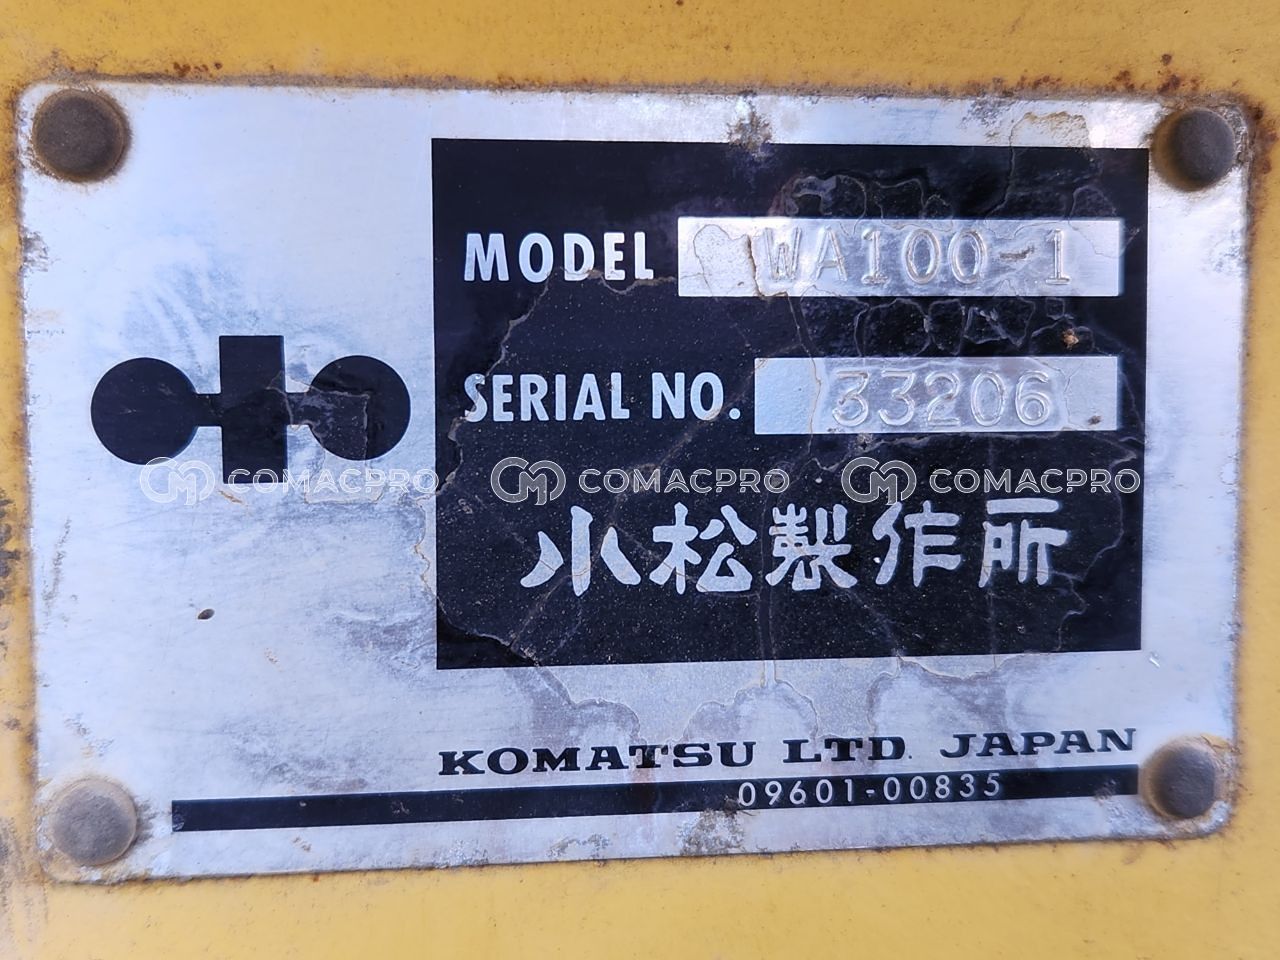 MODEL WA100-1
SERIAL NO. 33206
COMACPRO COMACPRO COMACPRO
小松製作所
KOMATSU LTD. JAPAN
09601-00835